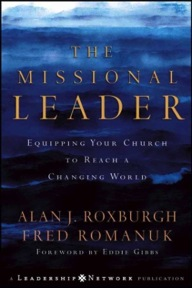 THE
MISSIONAL
LEADER
EQUIPPING YOUR CHURCH
TO REACH A
CHANGING WORLD
ALAN J. ROXBURGH
FRED ROMANUK
FOREWORD BY EDDIE GIBBS
A LEADERSHIP NETWORK PUBLICATION